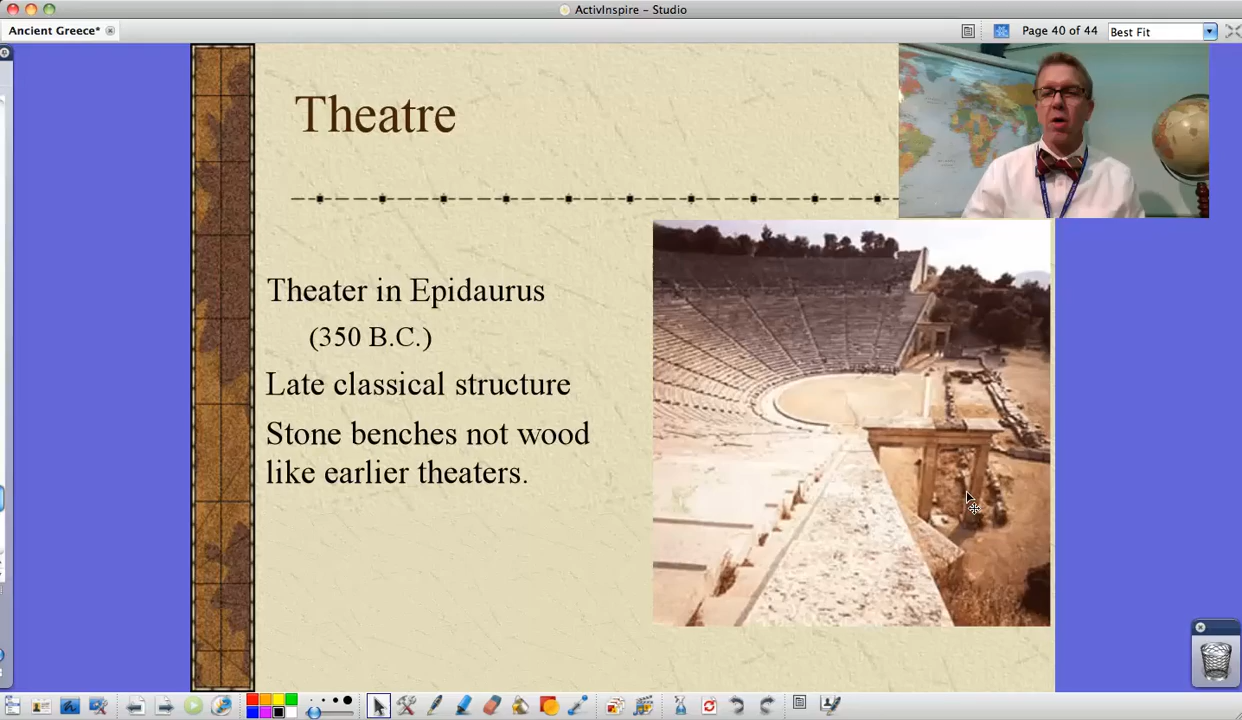 ActivInspire – Studio
Ancient Greece*
Page 40 of 44
Best Fit
Theatre
Theater in Epidaurus
(350 B.C.)
Late classical structure
Stone benches not wood
like earlier theaters.